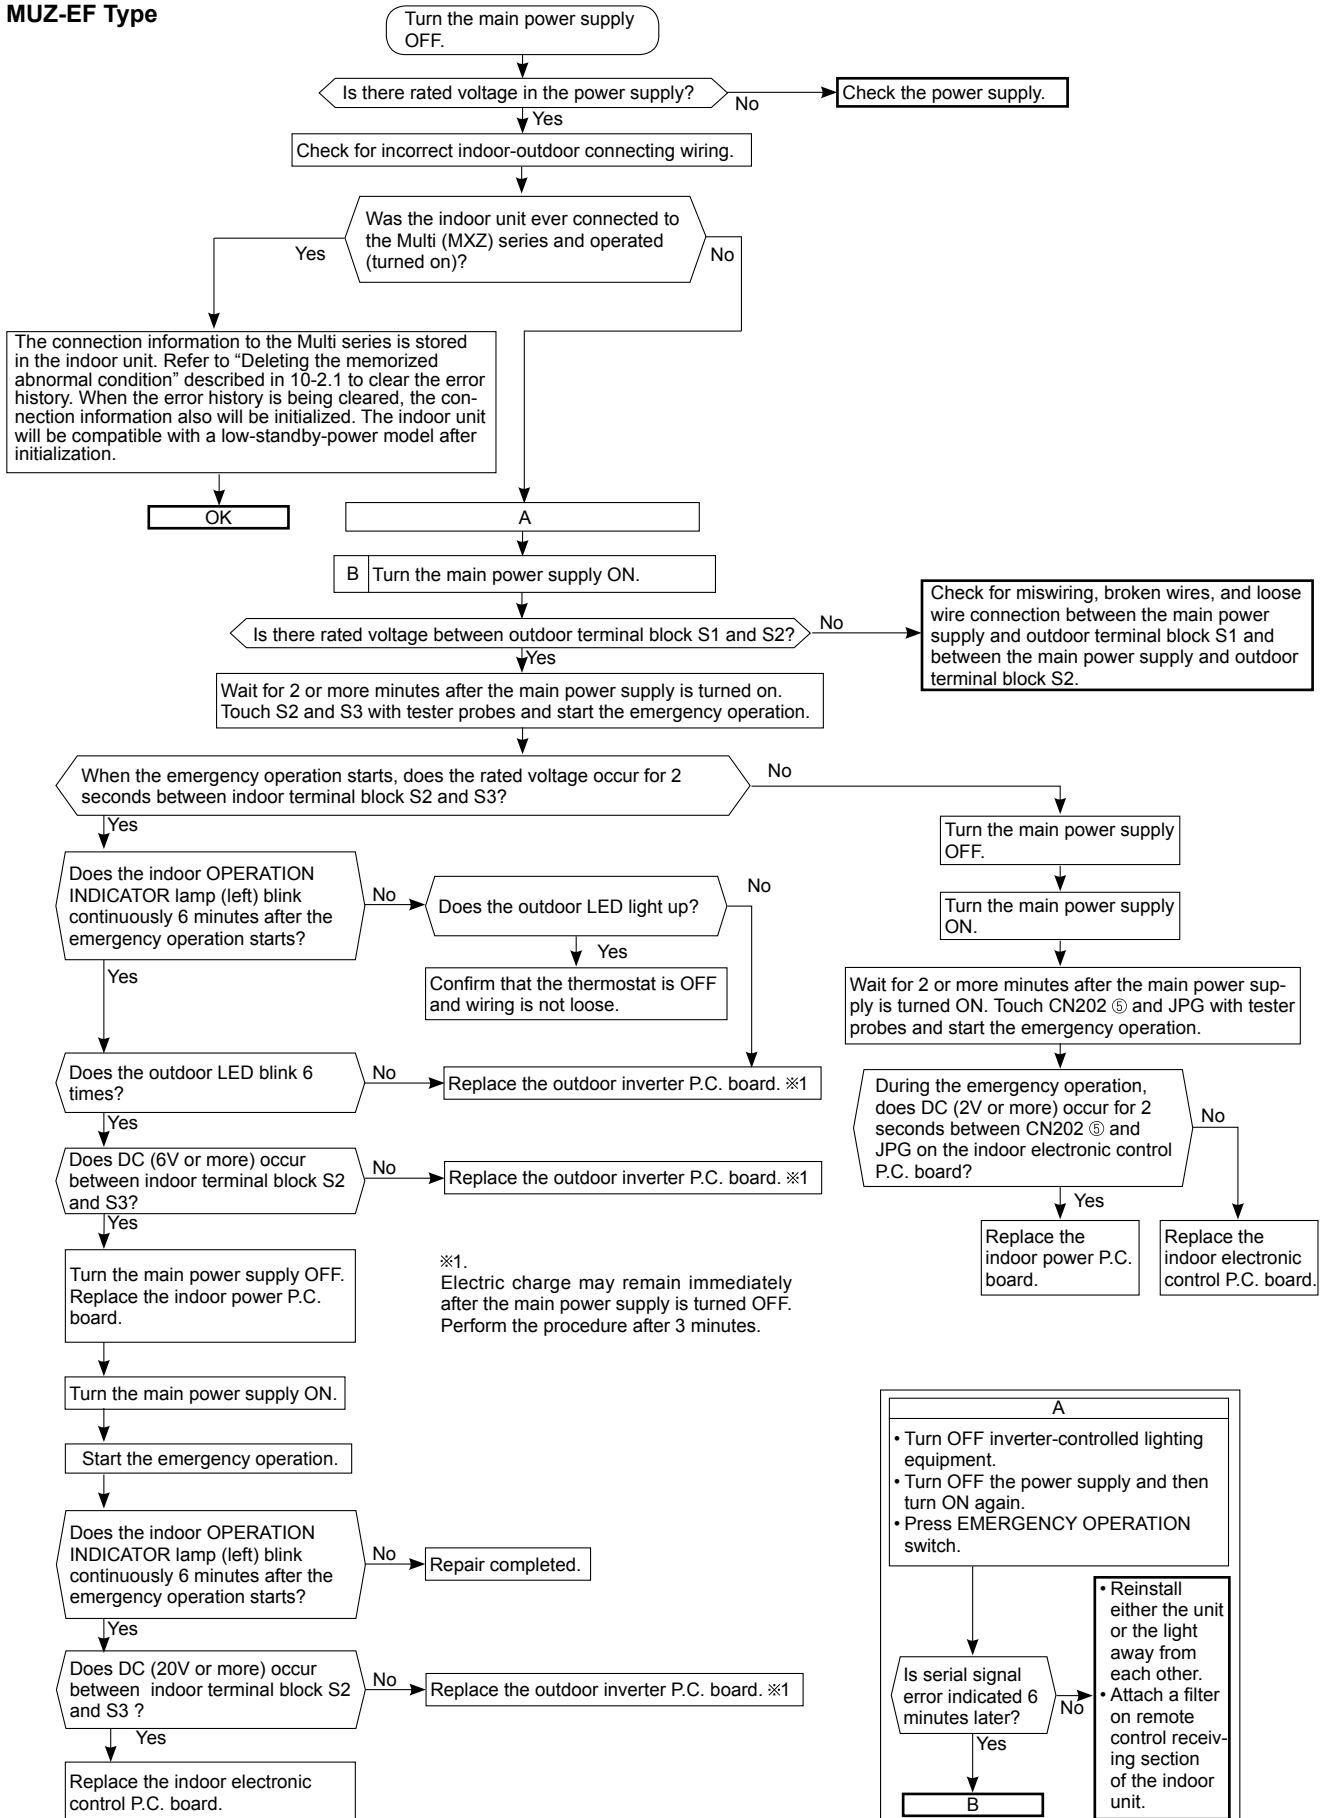 MUZ-EF Type
Turn the main power supply
OFF.
Is there rated voltage in the power supply?
No
Check the power supply.
Yes
Check for incorrect indoor-outdoor connecting wiring.
Was the indoor unit ever connected to
the Multi (MXZ) series and operated
(turned on)?
Yes
No
The connection information to the Multi series is stored
in the indoor unit. Refer to “Deleting the memorized
abnormal condition” described in 10-2.1 to clear the error
history. When the error history is being cleared, the con-
nection information also will be initialized. The indoor unit
will be compatible with a low-standby-power model after
initialization.
OK
A
B Turn the main power supply ON.
Is there rated voltage between outdoor terminal block S1 and S2?
No
Check for miswiring, broken wires, and loose
wire connection between the main power
supply and outdoor terminal block S1 and
between the main power supply and outdoor
terminal block S2.
Yes
Wait for 2 or more minutes after the main power supply is turned on.
Touch S2 and S3 with tester probes and start the emergency operation.
When the emergency operation starts, does the rated voltage occur for 2
seconds between indoor terminal block S2 and S3?
No
Yes
Turn the main power supply
OFF.
Turn the main power supply
ON.
Wait for 2 or more minutes after the main power sup-
ply is turned ON. Touch CN202 ⑤ and JPG with tester
probes and start the emergency operation.
During the emergency operation,
does DC (2V or more) occur for 2
seconds between CN202 ⑤ and
JPG on the indoor electronic control
P.C. board?
No
Yes
Replace the
indoor power P.C.
board.
Replace the
indoor electronic
control P.C. board.
Does the indoor OPERATION
INDICATOR lamp (left) blink
continuously 6 minutes after the
emergency operation starts?
No
Does the outdoor LED light up?
No
Yes
Confirm that the thermostat is OFF
and wiring is not loose.
Yes
Does the outdoor LED blink 6
times?
No
Replace the outdoor inverter P.C. board. ※1
Yes
Does DC (6V or more) occur
between indoor terminal block S2
and S3?
No
Replace the outdoor inverter P.C. board. ※1
Yes
Turn the main power supply OFF.
Replace the indoor power P.C.
board.
※1.
Electric charge may remain immediately
after the main power supply is turned OFF.
Perform the procedure after 3 minutes.
Turn the main power supply ON.
Start the emergency operation.
Does the indoor OPERATION
INDICATOR lamp (left) blink
continuously 6 minutes after the
emergency operation starts?
No
Repair completed.
Yes
Does DC (20V or more) occur
between indoor terminal block S2
and S3 ?
No
Replace the outdoor inverter P.C. board. ※1
Yes
Replace the indoor electronic
control P.C. board.
A
• Turn OFF inverter-controlled lighting
equipment.
• Turn OFF the power supply and then
turn ON again.
• Press EMERGENCY OPERATION
switch.
Is serial signal
error indicated 6
minutes later?
No
• Reinstall
either the unit
or the light
away from
each other.
• Attach a filter
on remote
control receiv-
ing section
of the indoor
unit.
Yes
B